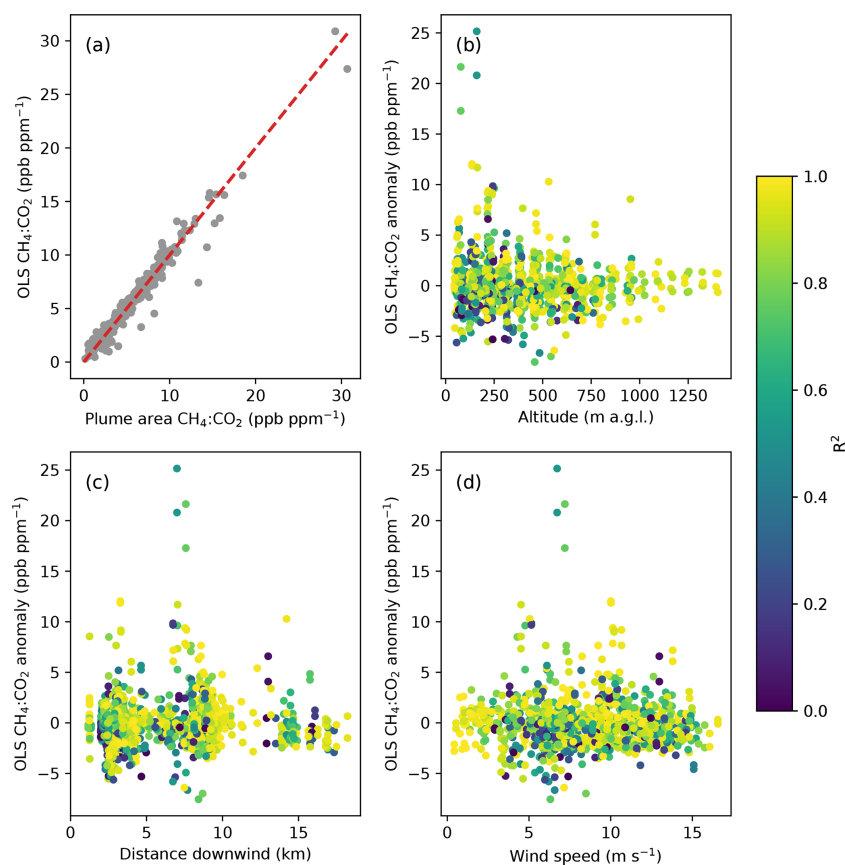 (a)
OLS CH₄:CO₂ (ppb ppm⁻¹)
30
25
20
15
10
5
0
0 10 20 30
Plume area CH₄:CO₂ (ppb ppm⁻¹)
(b)
OLS CH₄:CO₂ anomaly (ppb ppm⁻¹)
25
20
15
10
5
0
−5
250 500 750 1000 1250
Altitude (m a.g.l.)
(c)
OLS CH₄:CO₂ anomaly (ppb ppm⁻¹)
25
20
15
10
5
0
−5
0 5 10 15
Distance downwind (km)
(d)
OLS CH₄:CO₂ anomaly (ppb ppm⁻¹)
25
20
15
10
5
0
−5
0 5 10 15
Wind speed (m s⁻¹)
1.0
0.8
0.6
0.4
0.2
0.0
R²